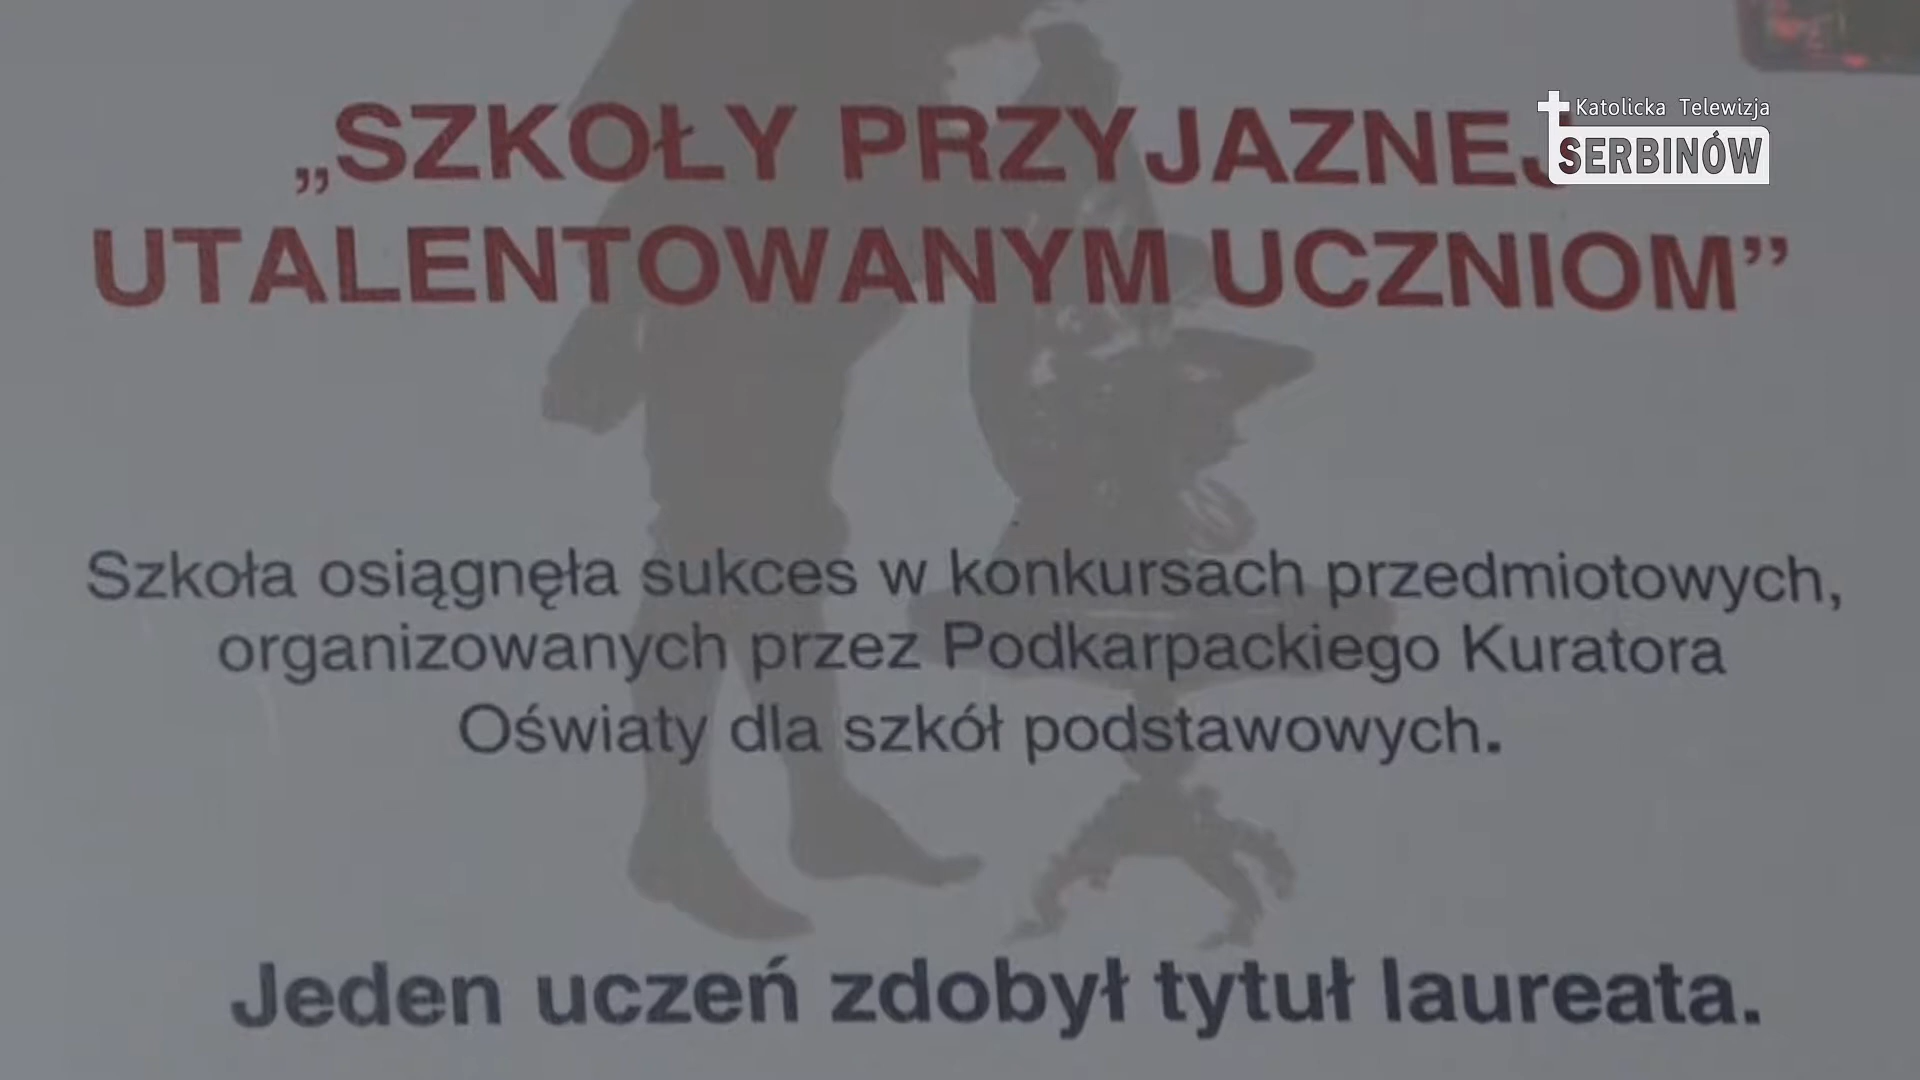 Katolicka Telewizja
SERBINÓW
„SZKOŁY PRZYJAZNEJ
UTALENTOWANYM UCZNIOM”
Szkoła osiągnęła sukces w konkursach przedmiotowych,
organizowanych przez Podkarpackiego Kuratora
Oświaty dla szkół podstawowych.
Jeden uczeń zdobył tytuł laureata.